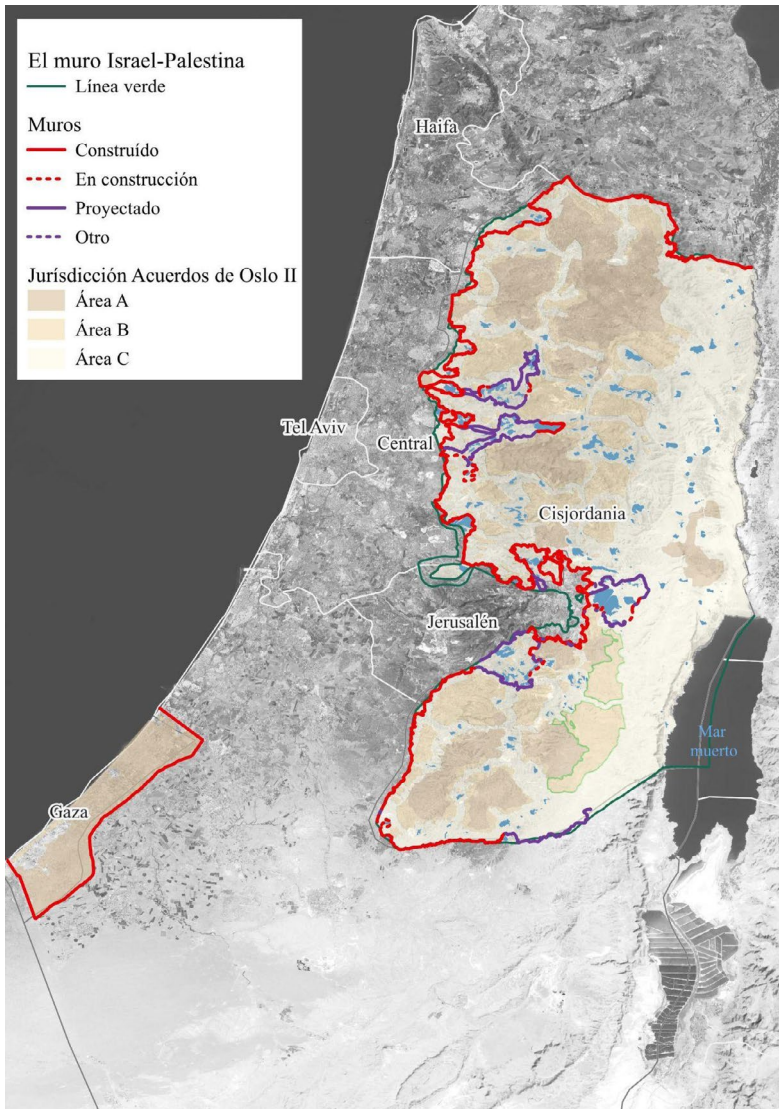 El muro Israel-Palestina
Línea verde
Muros
Construído
En construcción
Proyectado
Otro
Jurísdicción Acuerdos de Oslo II
Área A
Área B
Área C
Haifa
Tel Aviv
Central
Cisjordania
Jerusalén
Mar
muerto
Gaza